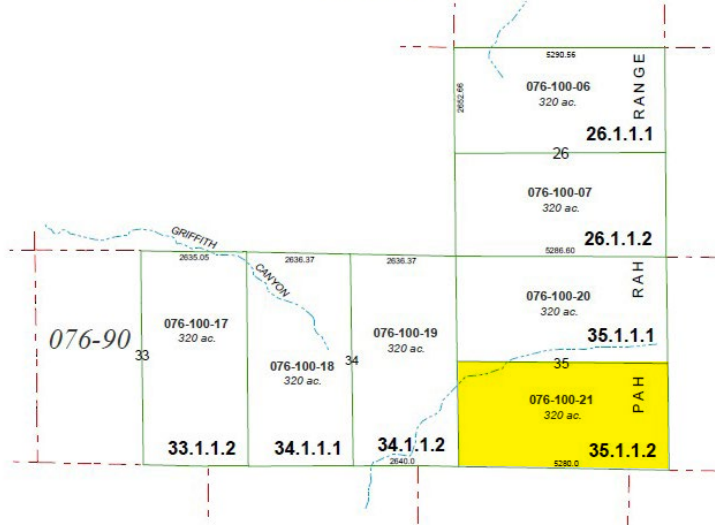 5290.56
2652.66
076-100-06
320 ac.
RANGE
26.1.1.1
26
076-100-07
320 ac.
26.1.1.2
5286.60
GRIFFITH
CANYON
2635.05
2636.37
2636.37
076-90
33
076-100-17
320 ac.
33.1.1.2
076-100-18
320 ac.
34.1.1.1
34
076-100-19
320 ac.
34.1.1.2
2640.0
076-100-20
320 ac.
RAH
35.1.1.1
35
076-100-21
320 ac.
PAH
35.1.1.2
5280.0